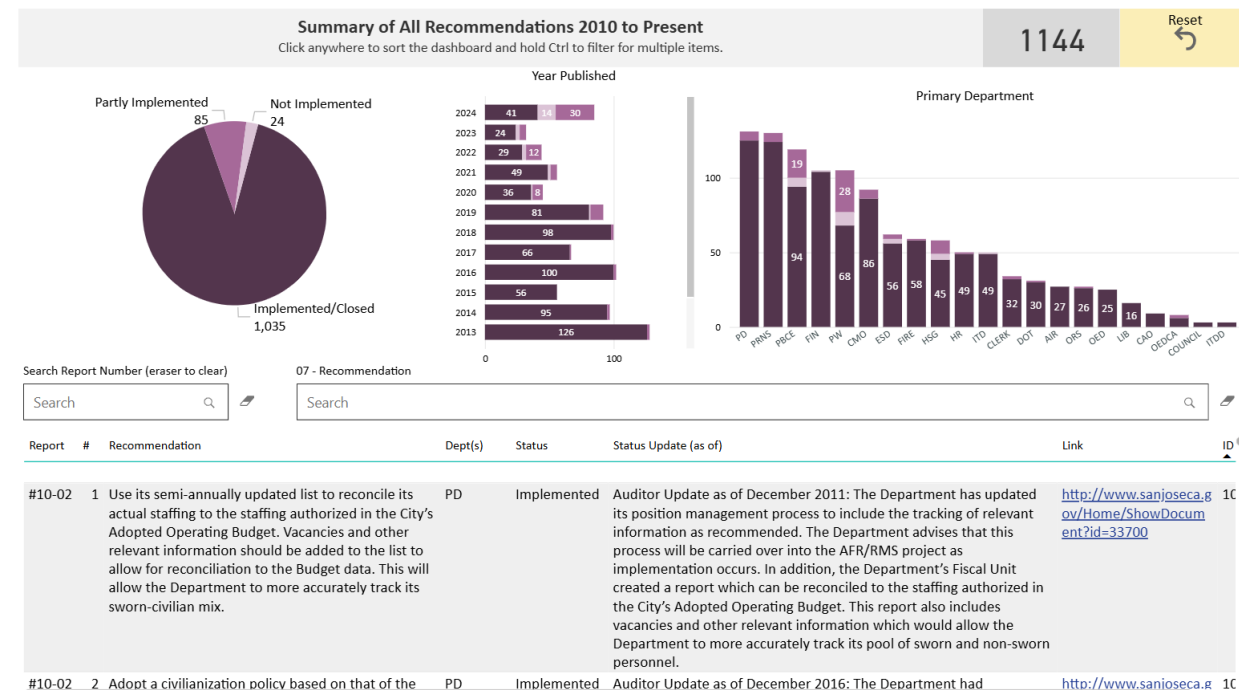 Summary of All Recommendations 2010 to Present
Click anywhere to sort the dashboard and hold Ctrl to filter for multiple items.
1144
Reset
Year Published
Partly Implemented
85
Not Implemented
24
Implemented/Closed
1,035
2024 41 14 30
2023 24
2022 29 12
2021 49
2020 36 8
2019 81
2018 98
2017 66
2016 100
2015 56
2014 95
2013 126
0 100
Primary Department
100
50
0
19
94
28
68
86
56
58
45
49
49
32
30
27
26
25
16
PD PRNS PBCE FIN PW CMO ESD FIRE HSG HR ITD CLERK DOT AIR ORS OED LIB CAO OEDCA COUNCIL ITDD
Search Report Number (eraser to clear)
07 - Recommendation
Search
Search
Report # Recommendation Dept(s) Status Status Update (as of) Link ID
#10-02 1 Use its semi-annually updated list to reconcile its PD Implemented Auditor Update as of December 2011: The Department has updated http://www.sanjoseca.g 10
actual staffing to the staffing authorized in the City's its position management process to include the tracking of relevant ov/Home/ShowDocum
Adopted Operating Budget. Vacancies and other information as recommended. The Department advises that this ent?id=33700
relevant information should be added to the list to process will be carried over into the AFR/RMS project as
allow for reconciliation to the Budget data. This will implementation occurs. In addition, the Department's Fiscal Unit
allow the Department to more accurately track its created a report which can be reconciled to the staffing authorized in
sworn-civilian mix. the City's Adopted Operating Budget. This report also includes
vacancies and other relevant information which would allow the
Department to more accurately track its pool of sworn and non-sworn
personnel.
#10-02 2 Adopt a civilianization policy based on that of the PD Implemented Auditor Update as of December 2016: The Department had http://www.sanjoseca.g 10